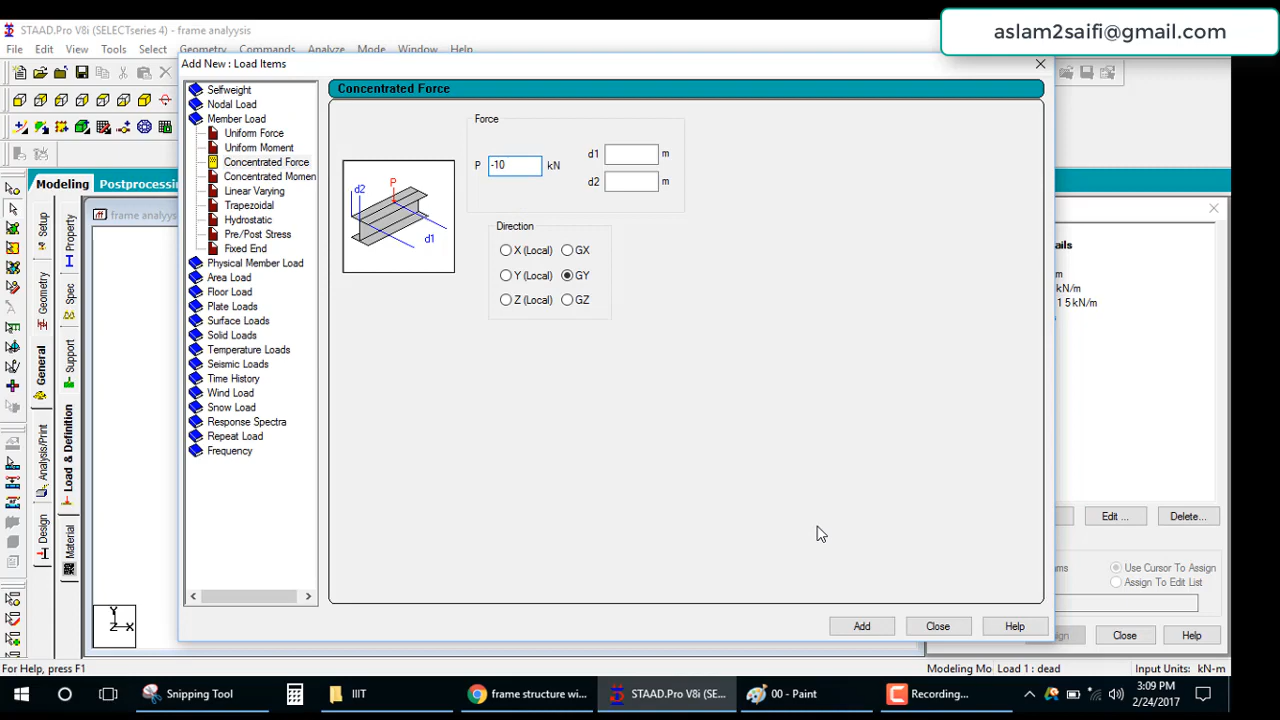 STAAD.Pro V8i (SELECTseries 4) - frame analyysis
aslam2saifi@gmail.com
File Edit View Tools Select Geometry Commands Analyze Mode Window Help
Add New : Load Items
Selfweight
Nodal Load
Member Load
Uniform Force
Uniform Moment
Concentrated Force
Concentrated Momen
Linear Varying
Trapezoidal
Hydrostatic
Pre/Post Stress
Fixed End
Physical Member Load
Area Load
Floor Load
Plate Loads
Surface Loads
Solid Loads
Temperature Loads
Seismic Loads
Time History
Wind Load
Snow Load
Response Spectra
Repeat Load
Frequency
Concentrated Force
Force
P -10 kN
d1 m
d2 m
P
d2
d1
Direction
X (Local) GX
Y (Local) GY
Z (Local) GZ
Add Close Help
Modeling Postprocessin
frame analyysi
Setup
Geometry
General
Analysis/Print
Design
Property
Spec
Support
Load & Definition
Material
Y
Z X
ails
m
kN/m
1 5 kN/m
Edit ... Delete...
ms
Use Cursor To Assign
Assign To Edit List
ign Close Help
For Help, press F1
Modeling Mo Load 1 : dead Input Units: kN-m
Snipping Tool
IIIT
frame structure wi...
STAAD.Pro V8i (SE...
00 - Paint
Recording...
3:09 PM
2/24/2017